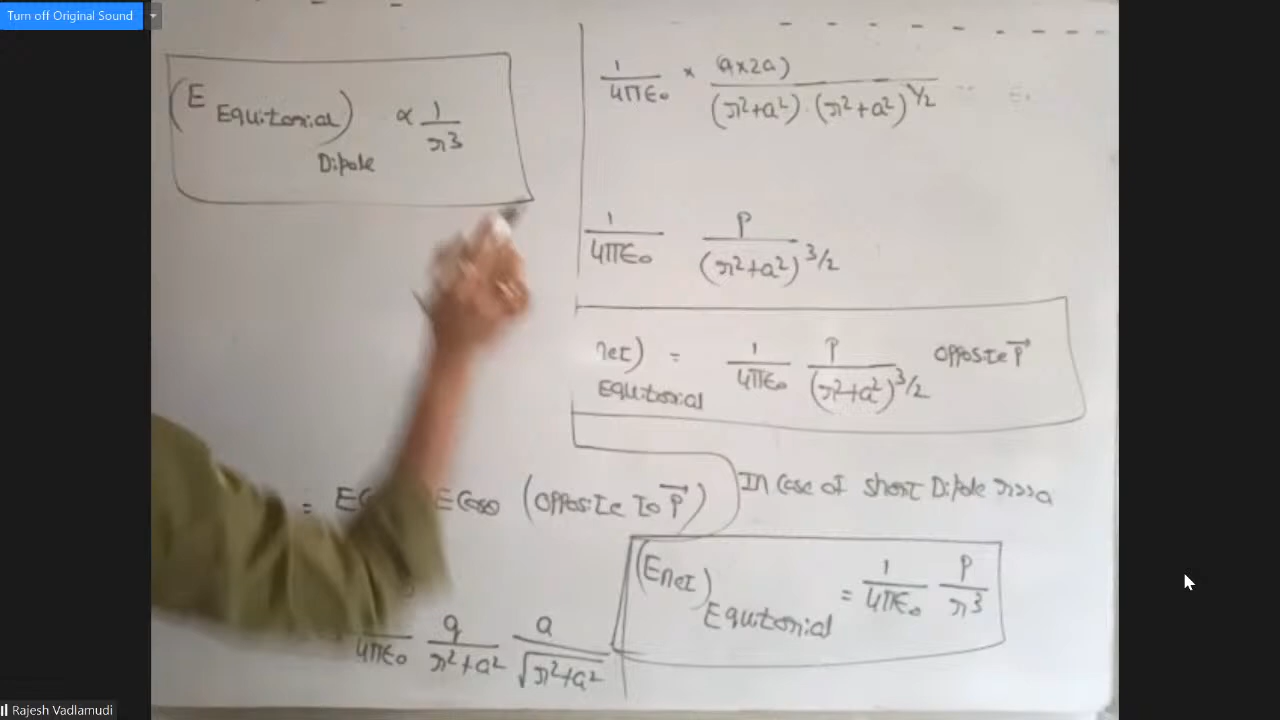 Turn off Original Sound
(E Equitorial) Dipole ∝ 1/r³
1/4πε₀ × (q×2a)/(r²+a²).(r²+a²)^1/2
1/4πε₀ P/(r²+a²)^3/2
net) Equitorial = 1/4πε₀ P/(r²+a²)^3/2 opposite P⃗
= ECosθ (opposite to P⃗)
In case of short Dipole r>>a
(Enet) Equitorial = 1/4πε₀ P/r³
4πε₀ q/r²+a² a/√r²+a²
Rajesh Vadlamudi